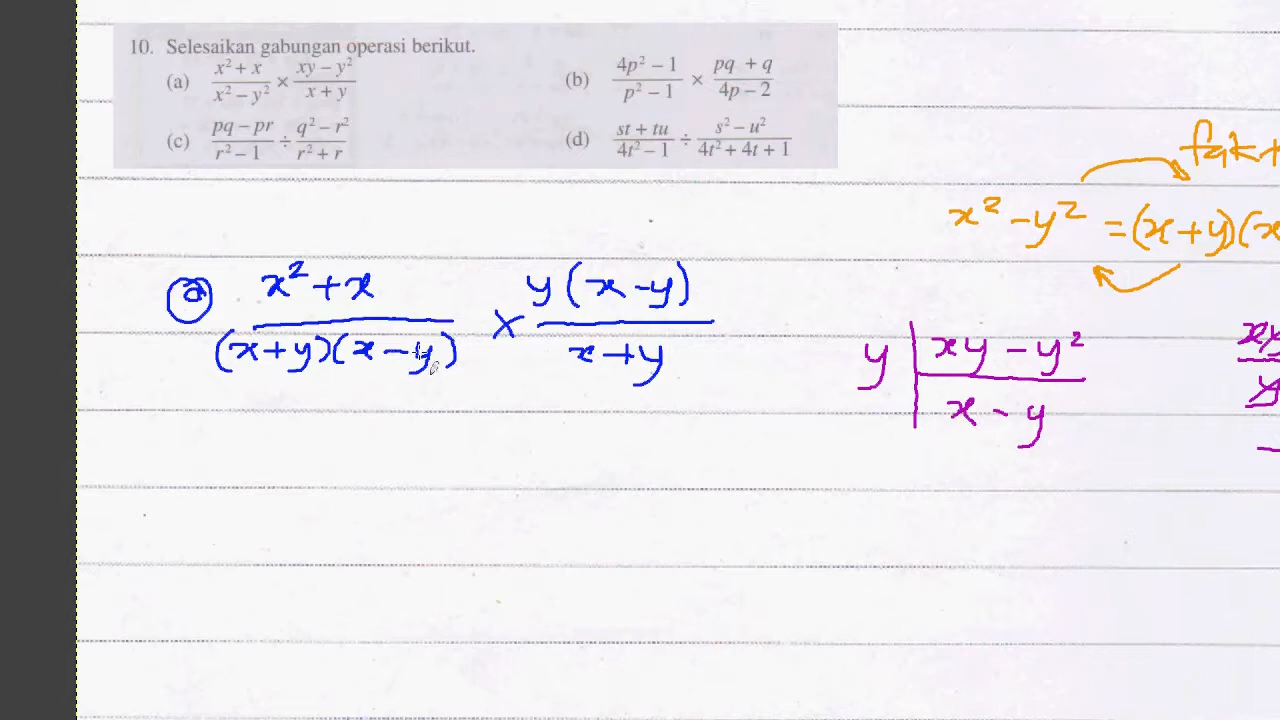 10. Selesaikan gabungan operasi berikut.
(a) (x² + x)/(x² − y²) × (xy − y²)/(x + y)
(b) (4p² − 1)/(p² − 1) × (pq + q)/(4p − 2)
(c) (pq − pr)/(r² − 1) ÷ (q² − r²)/(r² + r)
(d) (st + tu)/(4t² − 1) ÷ (s² − u²)/(4t² + 4t + 1)
x² − y² = (x+y)(x
(a) x² + x y(x − y)
× 
(x+y)(x − y) x + y
y xy − y²
x − y